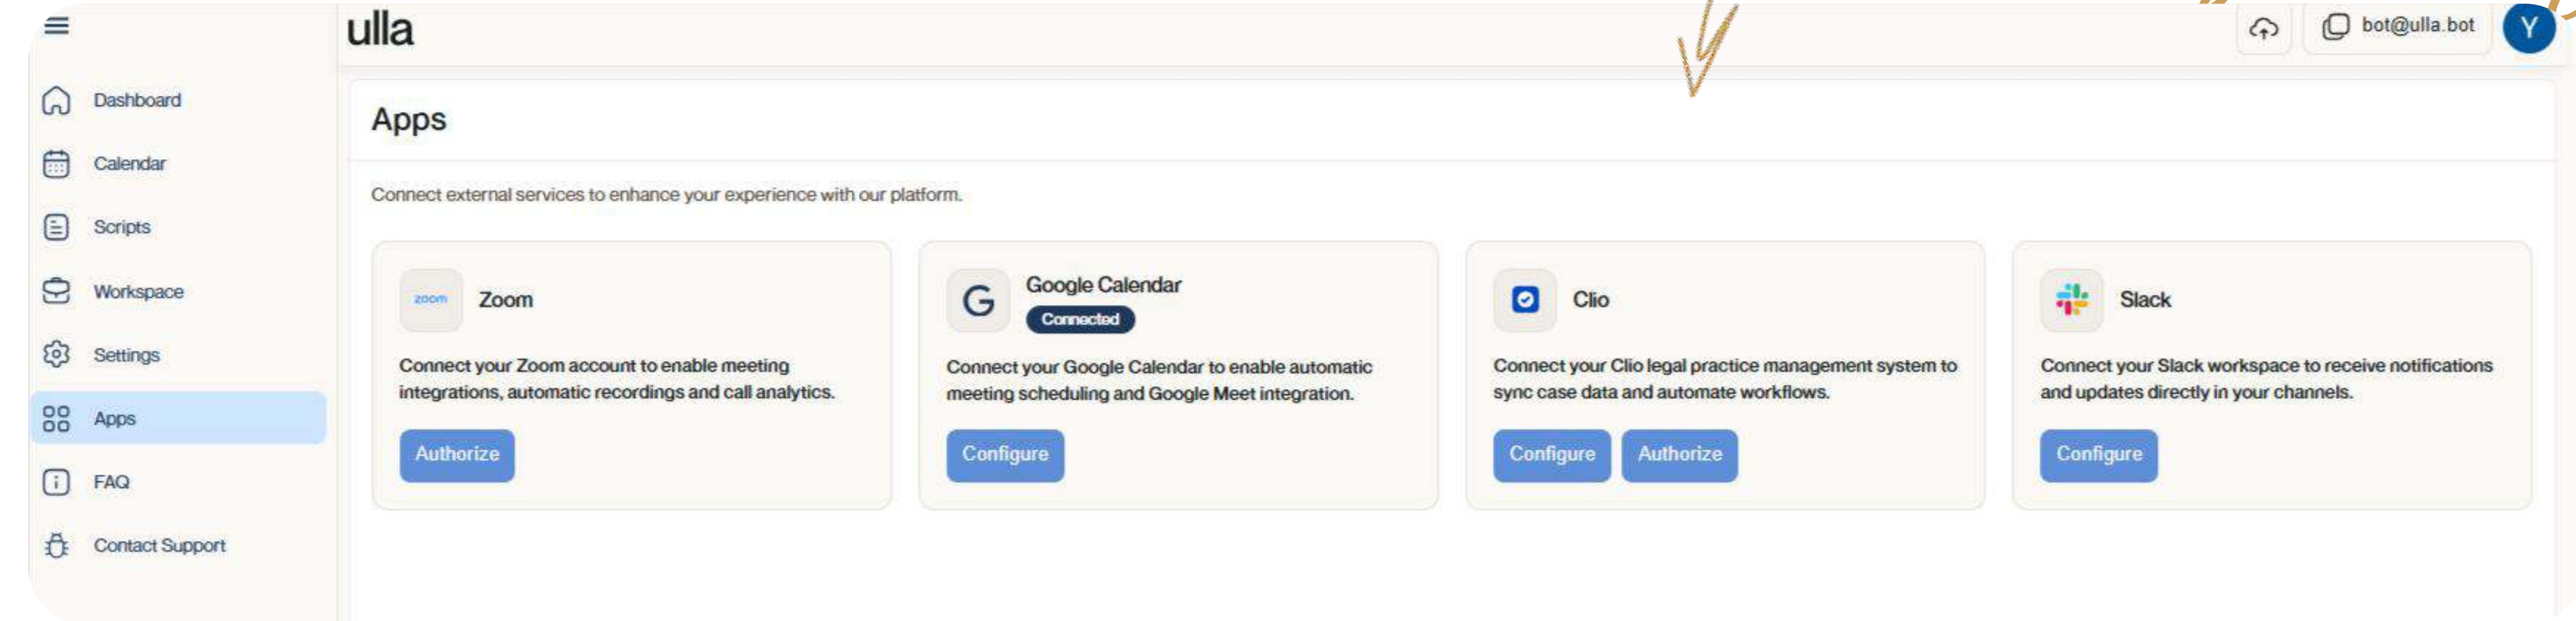 ulla
bot@ulla.bot
Y
Dashboard
Calendar
Scripts
Workspace
Settings
Apps
FAQ
Contact Support
Apps
Connect external services to enhance your experience with our platform.
zoom
Zoom
Connect your Zoom account to enable meeting
integrations, automatic recordings and call analytics.
Authorize
G
Google Calendar
Connected
Connect your Google Calendar to enable automatic
meeting scheduling and Google Meet integration.
Configure
Clio
Connect your Clio legal practice management system to
sync case data and automate workflows.
Configure
Authorize
Slack
Connect your Slack workspace to receive notifications
and updates directly in your channels.
Configure